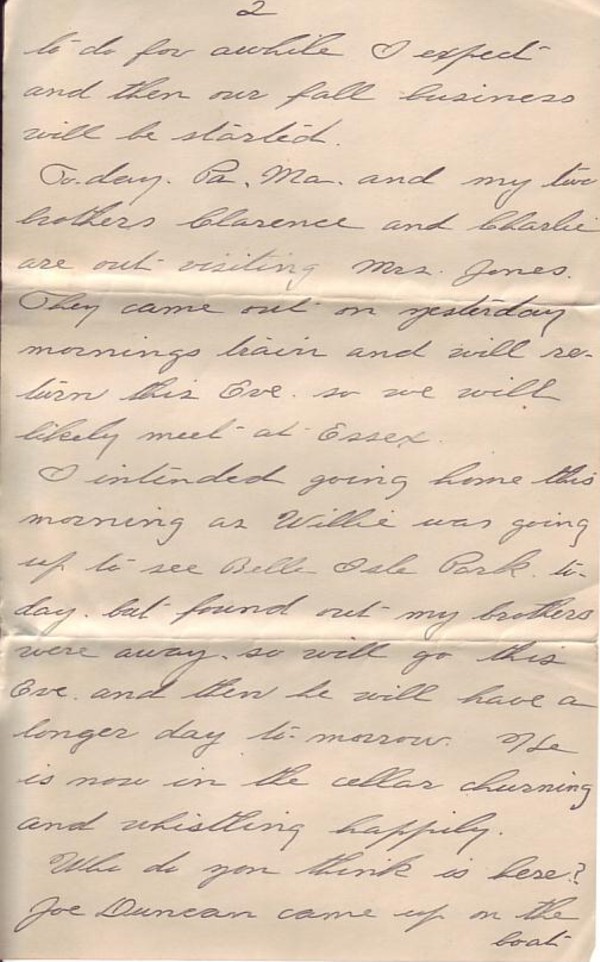 2
to do for awhile I expect
and then our fall business
will be started.
To-day. Pa, Ma. and my two
brothers Clarence and Charlie
are out visiting Mrs. Jones.
They came out on yesterday
mornings train and will re-
turn this Eve. so we will
likely meet at Essex.
I intended going home this
morning as Willie was going
up to see Belle Isle Park to-
day. but found out my brothers
were away. so will go this
Eve. and then he will have a
longer day to-morrow. He
is now in the cellar churning
and whistling happily.
Who do you think is here?
Joe Duncan came up on the
boat